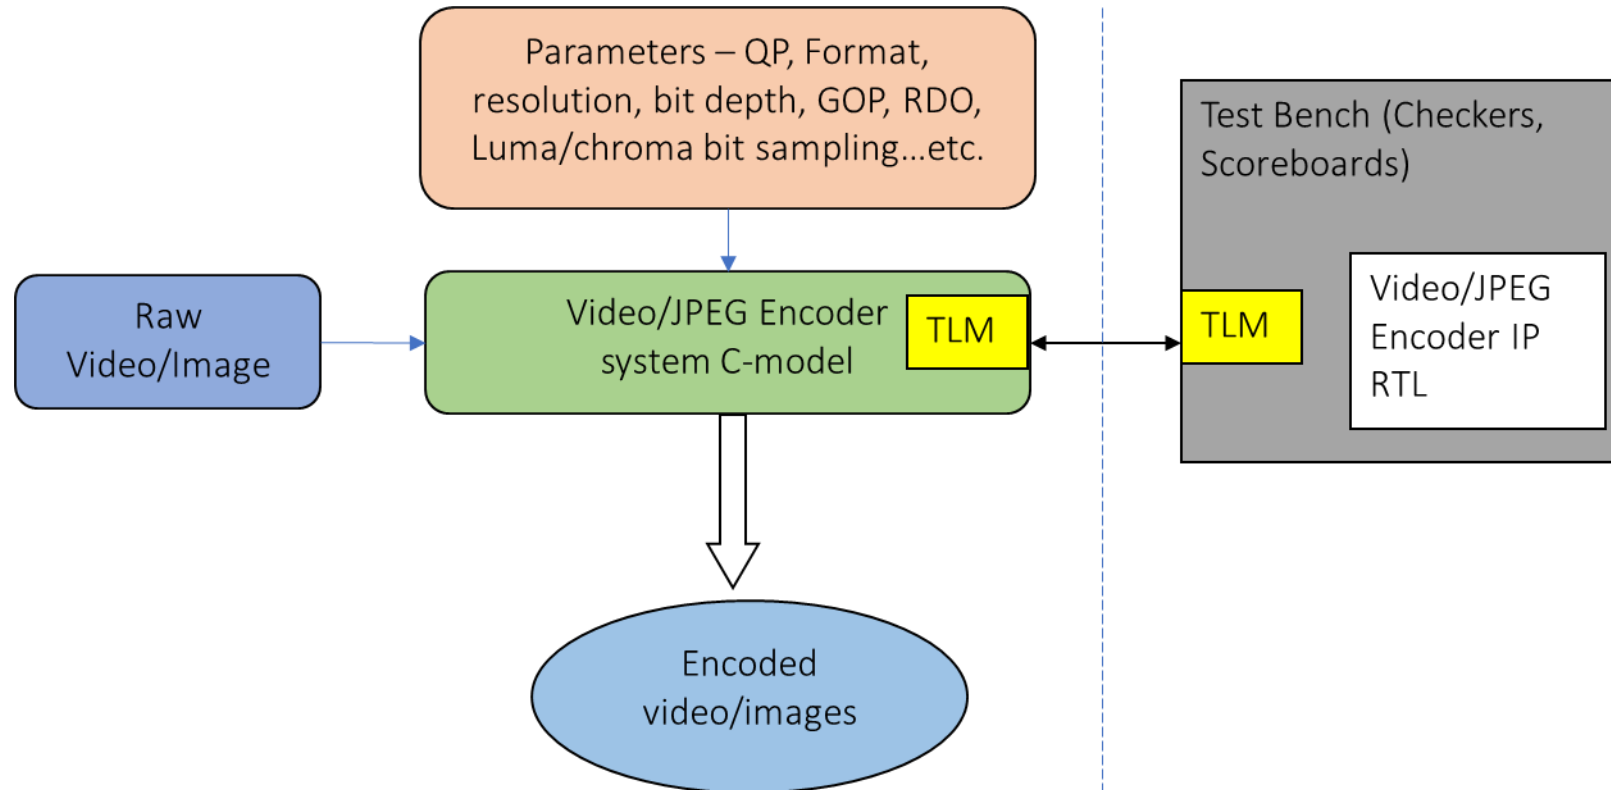 Parameters – QP, Format,
resolution, bit depth, GOP, RDO,
Luma/chroma bit sampling...etc.
Test Bench (Checkers,
Scoreboards)
Raw
Video/Image
Video/JPEG Encoder
system C-model
TLM
TLM
Video/JPEG
Encoder IP
RTL
Encoded
video/images